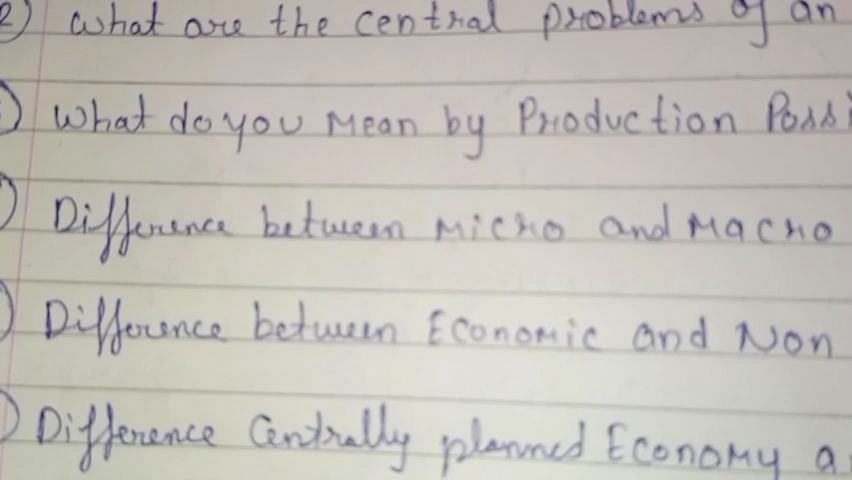 2) What are the central problems of an
What do you Mean by Production Possi
Difference between Micro and Macro
Difference between Economic and Non
Difference Centrally planned Economy a